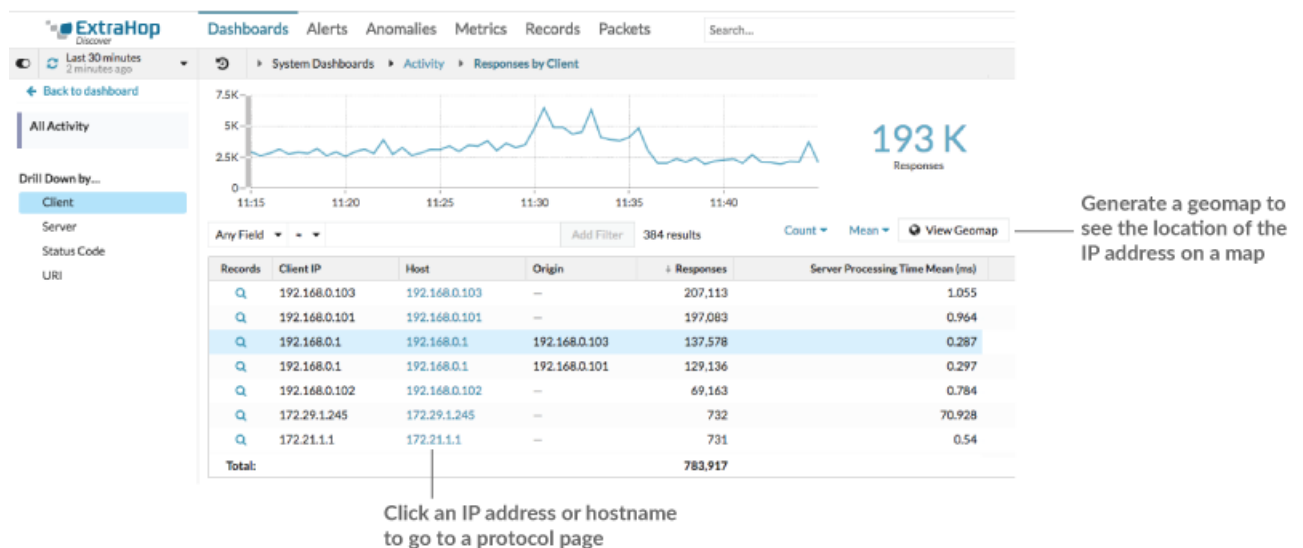 ExtraHop
Discover
Dashboards Alerts Anomalies Metrics Records Packets Search...
Last 30 minutes
2 minutes ago
System Dashboards Activity Responses by Client
Back to dashboard
All Activity
Drill Down by...
Client
Server
Status Code
URI
7.5K
5K
2.5K
0
11:15 11:20 11:25 11:30 11:35 11:40
193 K
Responses
Any Field = Add Filter 384 results Count Mean View Geomap
Records Client IP Host Origin Responses Server Processing Time Mean (ms)
192.168.0.103 192.168.0.103 — 207,113 1.055
192.168.0.101 192.168.0.101 — 197,083 0.964
192.168.0.1 192.168.0.1 192.168.0.103 137,578 0.287
192.168.0.1 192.168.0.1 192.168.0.101 129,136 0.297
192.168.0.102 192.168.0.102 — 69,163 0.784
172.29.1.245 172.29.1.245 — 732 70.928
172.21.1.1 172.21.1.1 — 731 0.54
Total: 783,917
Generate a geomap to
see the location of the
IP address on a map
Click an IP address or hostname
to go to a protocol page